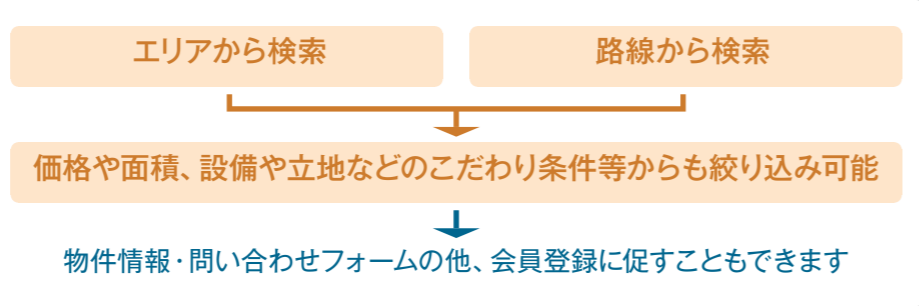 エリアから検索
路線から検索
価格や面積、設備や立地などのこだわり条件等からも絞り込み可能
物件情報・問い合わせフォームの他、会員登録に促すこともできます